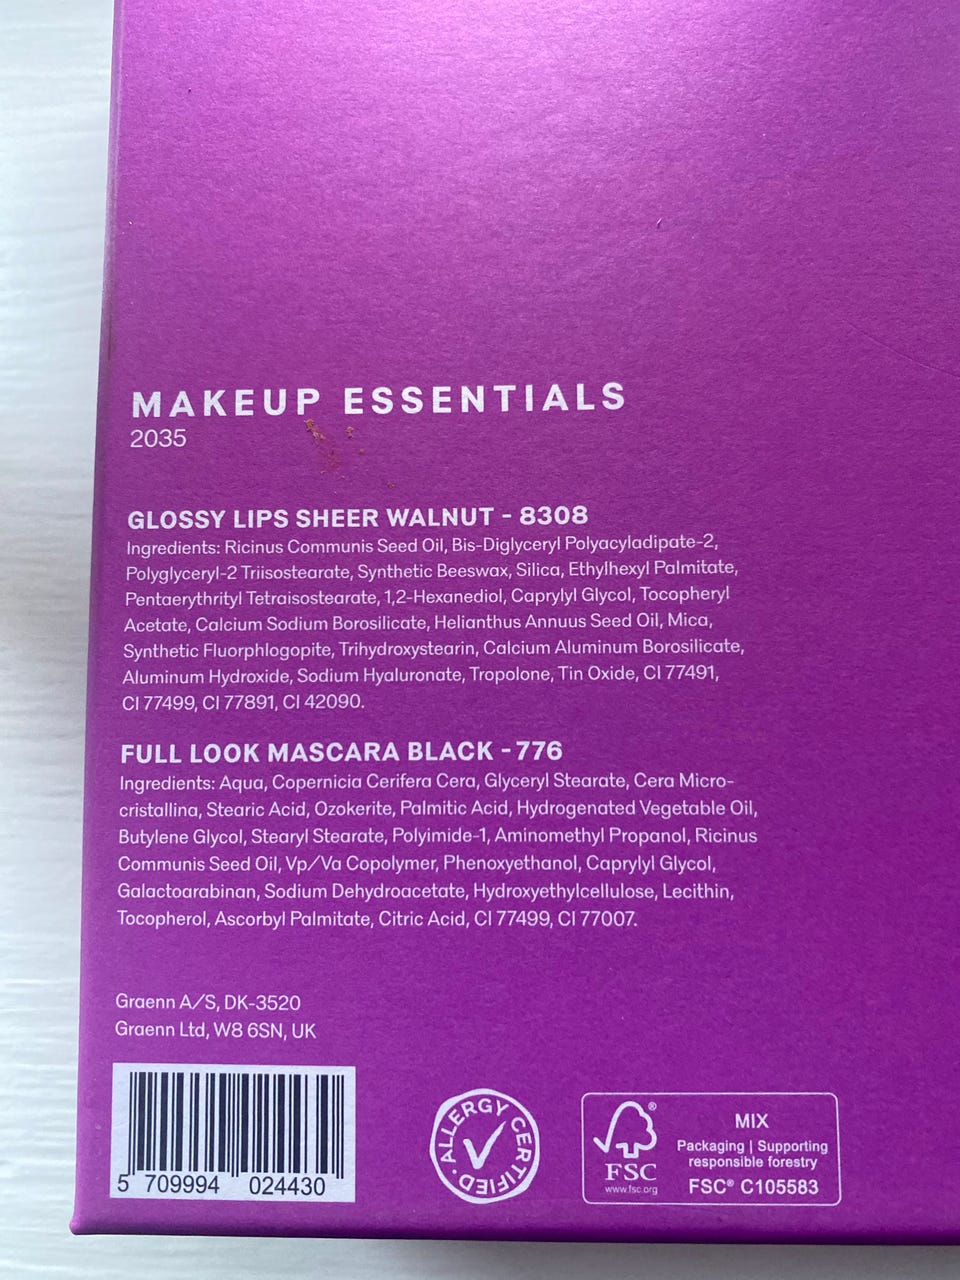 MAKEUP ESSENTIALS
2035
GLOSSY LIPS SHEER WALNUT - 8308
Ingredients: Ricinus Communis Seed Oil, Bis-Diglyceryl Polyacyladipate-2,
Polyglyceryl-2 Triisostearate, Synthetic Beeswax, Silica, Ethylhexyl Palmitate,
Pentaerythrityl Tetraisostearate, 1,2-Hexanediol, Caprylyl Glycol, Tocopheryl
Acetate, Calcium Sodium Borosilicate, Helianthus Annuus Seed Oil, Mica,
Synthetic Fluorphlogopite, Trihydroxystearin, Calcium Aluminum Borosilicate,
Aluminum Hydroxide, Sodium Hyaluronate, Tropolone, Tin Oxide, CI 77491,
CI 77499, CI 77891, CI 42090.
FULL LOOK MASCARA BLACK - 776
Ingredients: Aqua, Copernicia Cerifera Cera, Glyceryl Stearate, Cera Micro-
cristallina, Stearic Acid, Ozokerite, Palmitic Acid, Hydrogenated Vegetable Oil,
Butylene Glycol, Stearyl Stearate, Polyimide-1, Aminomethyl Propanol, Ricinus
Communis Seed Oil, Vp/Va Copolymer, Phenoxyethanol, Caprylyl Glycol,
Galactoarabinan, Sodium Dehydroacetate, Hydroxyethylcellulose, Lecithin,
Tocopherol, Ascorbyl Palmitate, Citric Acid, CI 77499, CI 77007.
Graenn A/S, DK-3520
Graenn Ltd, W8 6SN, UK
5 709994 024430
ALLERGY CERTIFIED
®
FSC
www.fsc.org
MIX
Packaging | Supporting
responsible forestry
FSC® C105583